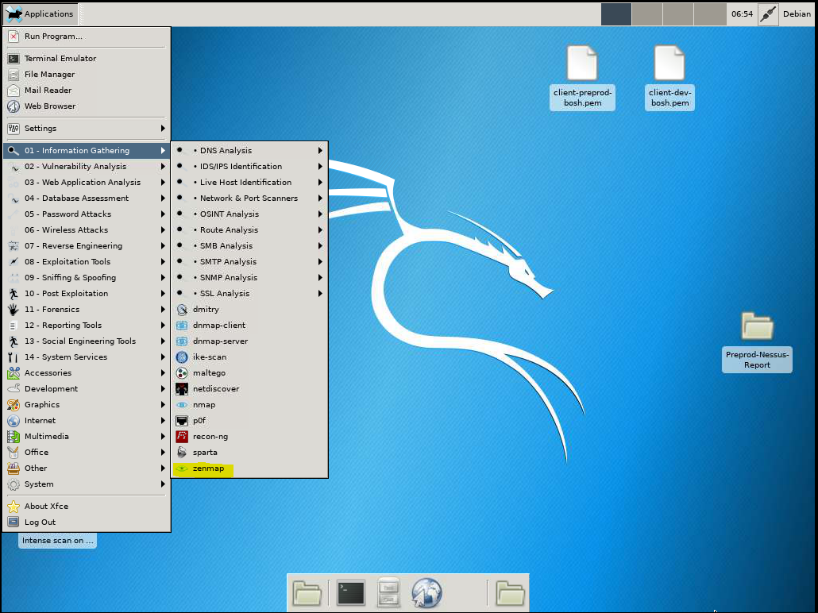 Applications
06:54
Debian
Run Program...
Terminal Emulator
File Manager
Mail Reader
Web Browser
Settings
01 - Information Gathering
02 - Vulnerability Analysis
03 - Web Application Analysis
04 - Database Assessment
05 - Password Attacks
06 - Wireless Attacks
07 - Reverse Engineering
08 - Exploitation Tools
09 - Sniffing & Spoofing
10 - Post Exploitation
11 - Forensics
12 - Reporting Tools
13 - Social Engineering Tools
14 - System Services
Accessories
Development
Graphics
Internet
Multimedia
Office
Other
System
About Xfce
Log Out
• DNS Analysis
• IDS/IPS Identification
• Live Host Identification
• Network & Port Scanners
• OSINT Analysis
• Route Analysis
• SMB Analysis
• SMTP Analysis
• SNMP Analysis
• SSL Analysis
dmitry
dnmap-client
dnmap-server
ike-scan
maltego
netdiscover
nmap
p0f
recon-ng
sparta
zenmap
client-preprod-
bosh.pem
client-dev-
bosh.pem
Preprod-Nessus-
Report
Intense scan on ...